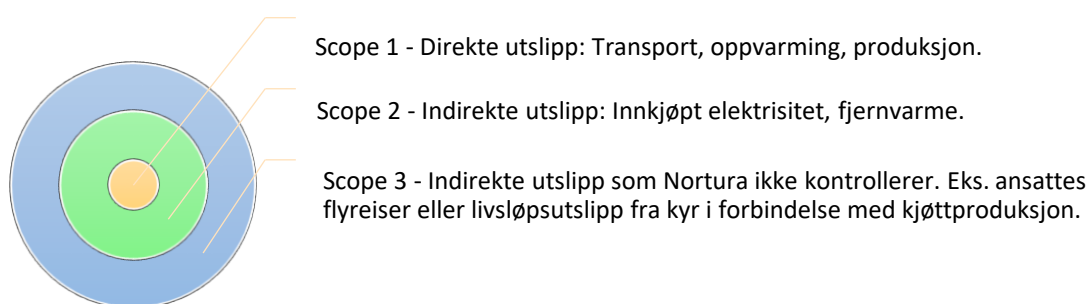 Scope 1 - Direkte utslipp: Transport, oppvarming, produksjon.
Scope 2 - Indirekte utslipp: Innkjøpt elektrisitet, fjernvarme.
Scope 3 - Indirekte utslipp som Nortura ikke kontrollerer. Eks. ansattes
flyreiser eller livsløpsutslipp fra kyr i forbindelse med kjøttproduksjon.